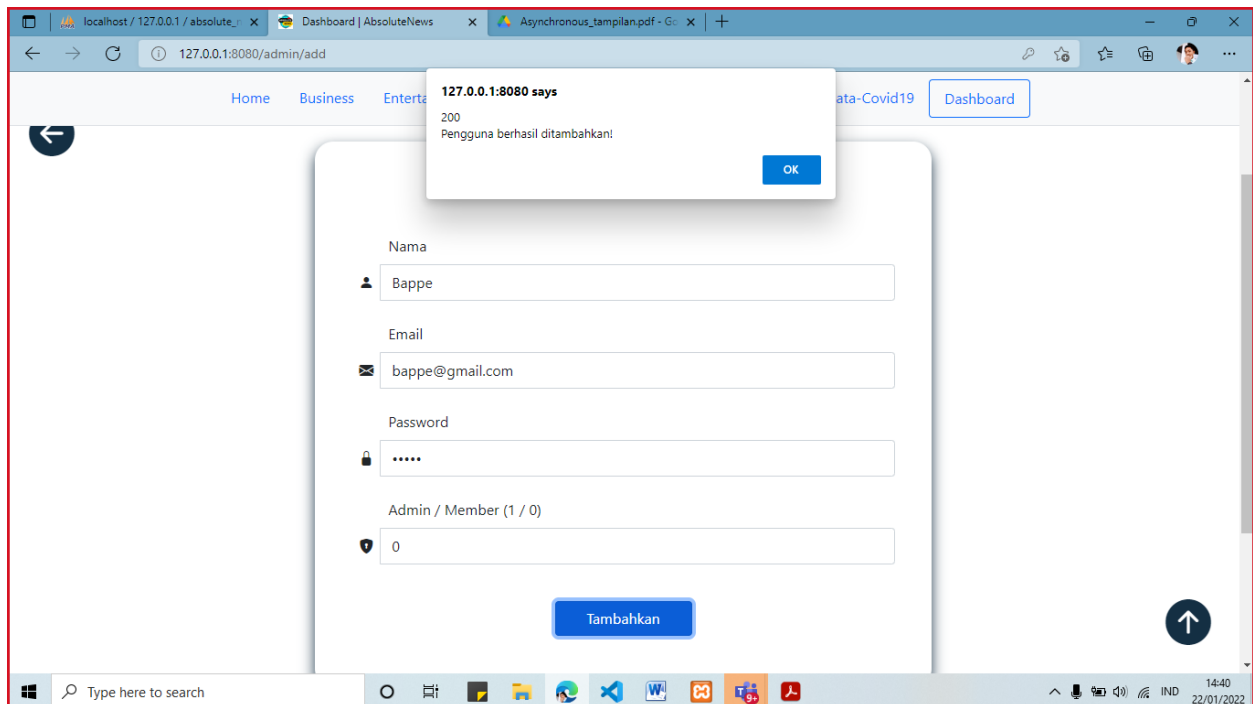 localhost / 127.0.0.1 / absolute_n
Dashboard | AbsoluteNews
Asynchronous_tampilan.pdf - Go
127.0.0.1:8080/admin/add
Home Business Enterta ata-Covid19 Dashboard
127.0.0.1:8080 says
200
Pengguna berhasil ditambahkan!
OK
Nama
Bappe
Email
bappe@gmail.com
Password
•••••
Admin / Member (1 / 0)
0
Tambahkan
Type here to search
9+
IND
14:40
22/01/2022